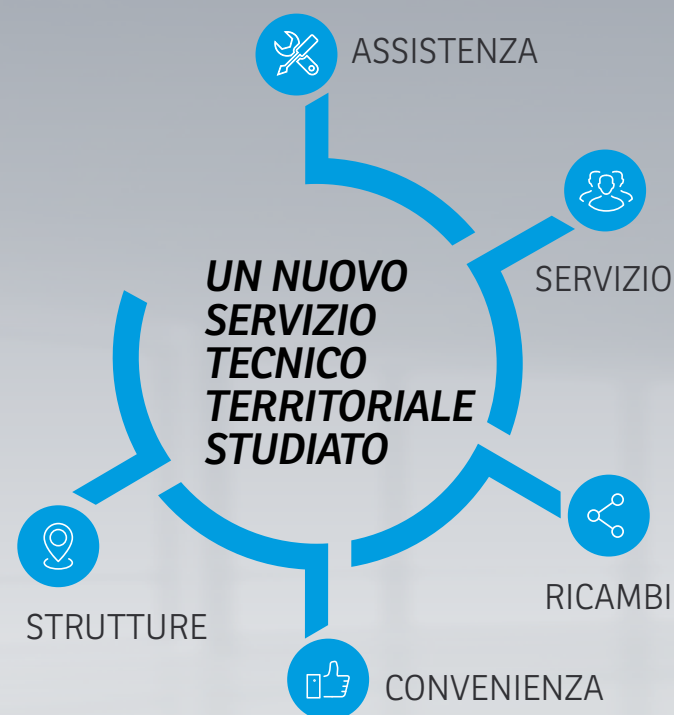 ASSISTENZA
SERVIZIO
UN NUOVO
SERVIZIO
TECNICO
TERRITORIALE
STUDIATO
RICAMBI
STRUTTURE
CONVENIENZA